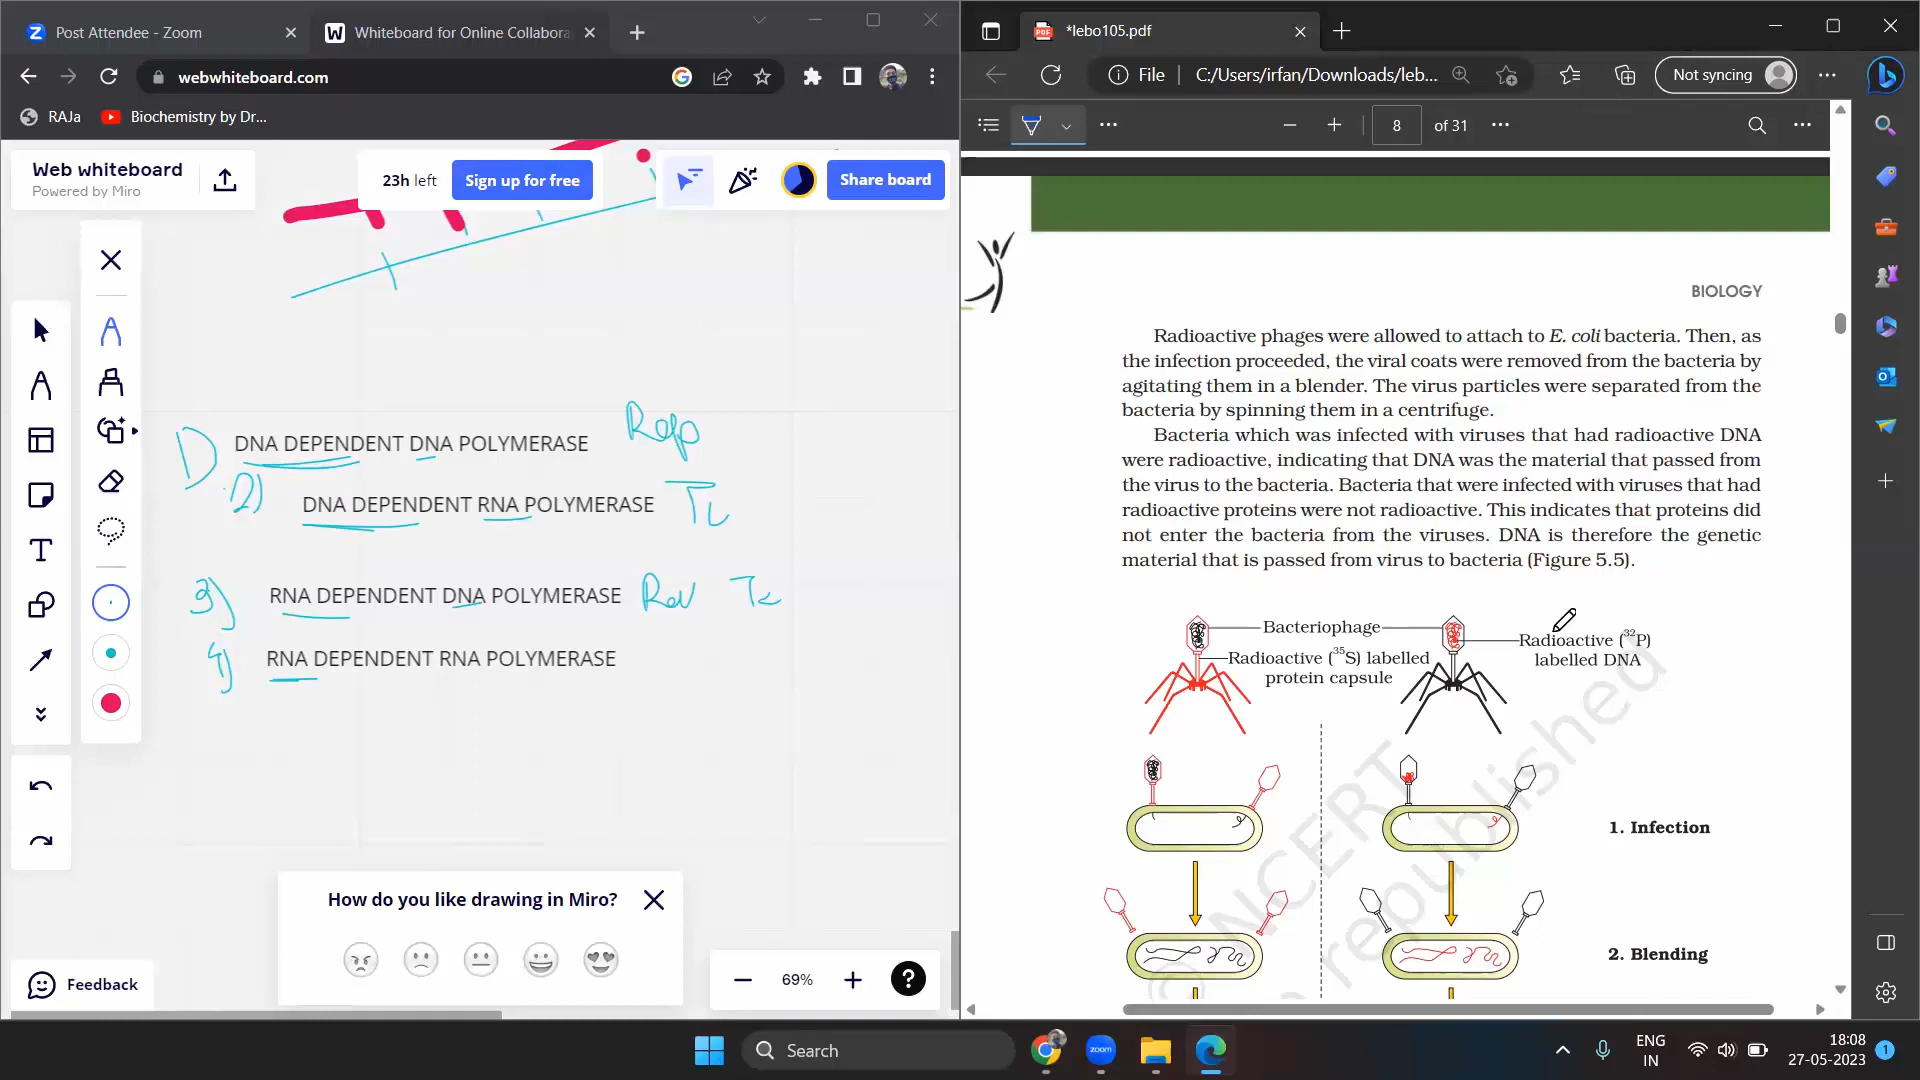 Post Attendee - Zoom
Whiteboard for Online Collabora
webwhiteboard.com
RAJa
Biochemistry by Dr...
Web whiteboard
Powered by Miro
23h left
Sign up for free
Share board
D DNA DEPENDENT DNA POLYMERASE Rep
2) DNA DEPENDENT RNA POLYMERASE Tc
3) RNA DEPENDENT DNA POLYMERASE Rev Tc
4) RNA DEPENDENT RNA POLYMERASE
How do you like drawing in Miro?
Feedback
69%
*lebo105.pdf
File
C:/Users/irfan/Downloads/leb...
Not syncing
8 of 31
BIOLOGY
Radioactive phages were allowed to attach to E. coli bacteria. Then, as
the infection proceeded, the viral coats were removed from the bacteria by
agitating them in a blender. The virus particles were separated from the
bacteria by spinning them in a centrifuge.
Bacteria which was infected with viruses that had radioactive DNA
were radioactive, indicating that DNA was the material that passed from
the virus to the bacteria. Bacteria that were infected with viruses that had
radioactive proteins were not radioactive. This indicates that proteins did
not enter the bacteria from the viruses. DNA is therefore the genetic
material that is passed from virus to bacteria (Figure 5.5).
Bacteriophage
Radioactive (³⁵S) labelled
protein capsule
Radioactive (³²P)
labelled DNA
1. Infection
2. Blending
© NCERT
republished
Search
zoom
ENG
IN
18:08
27-05-2023
1